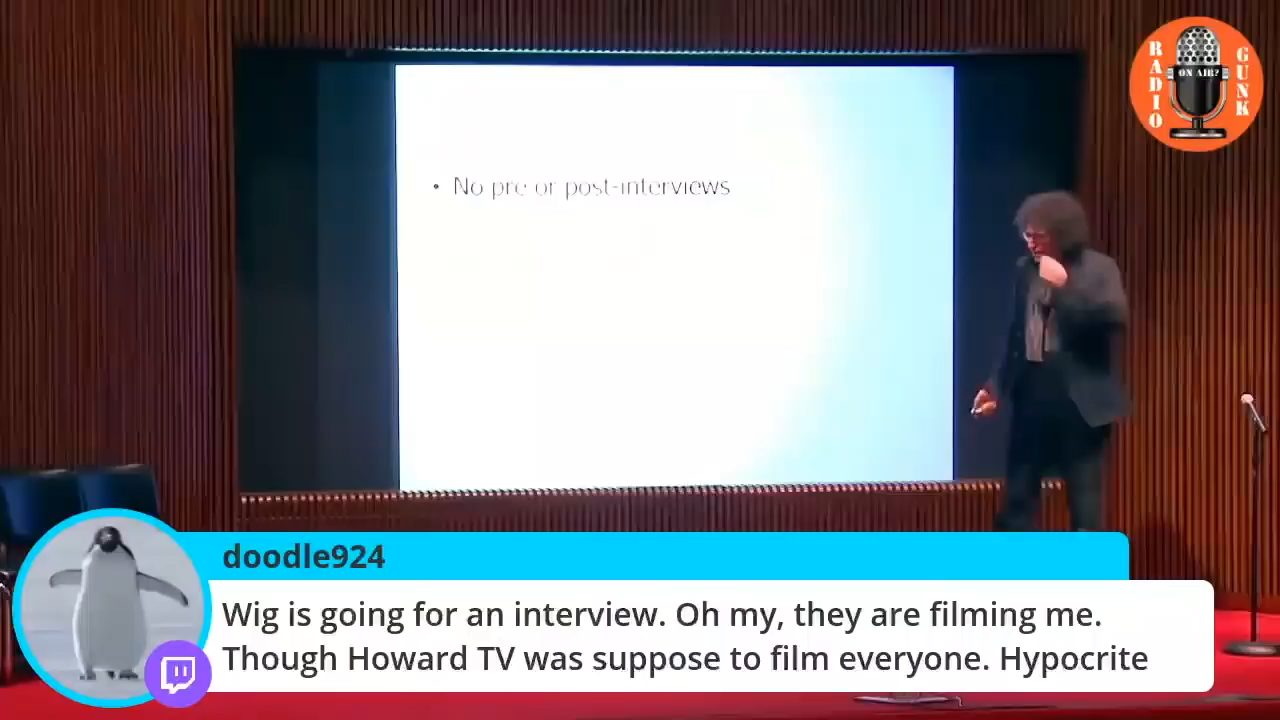 RADIO
ON AIR?
GUNK
• No pre or post-interviews
doodle924
Wig is going for an interview. Oh my, they are filming me.
Though Howard TV was suppose to film everyone. Hypocrite